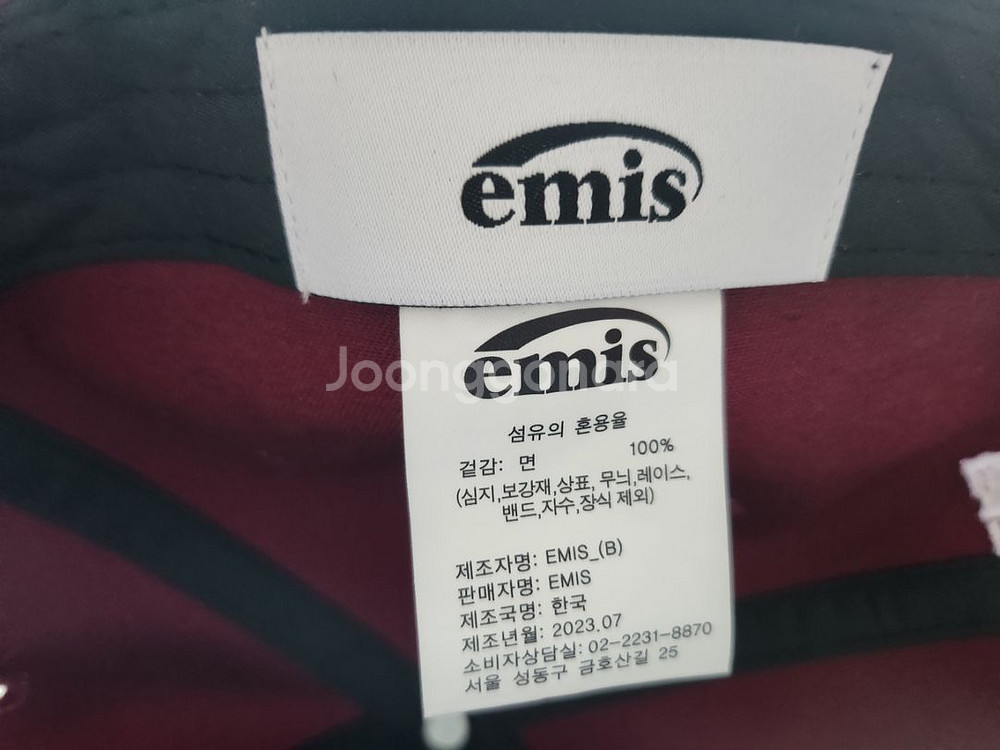 emis
emis
Joonggonara
섬유의 혼용율
겉감: 면 100%
(심지,보강재,상표, 무늬,레이스,
밴드,자수,장식 제외)
제조자명: EMIS_(B)
판매자명: EMIS
제조국명: 한국
제조년월: 2023.07
소비자상담실: 02-2231-8870
서울 성동구 금호산길 25